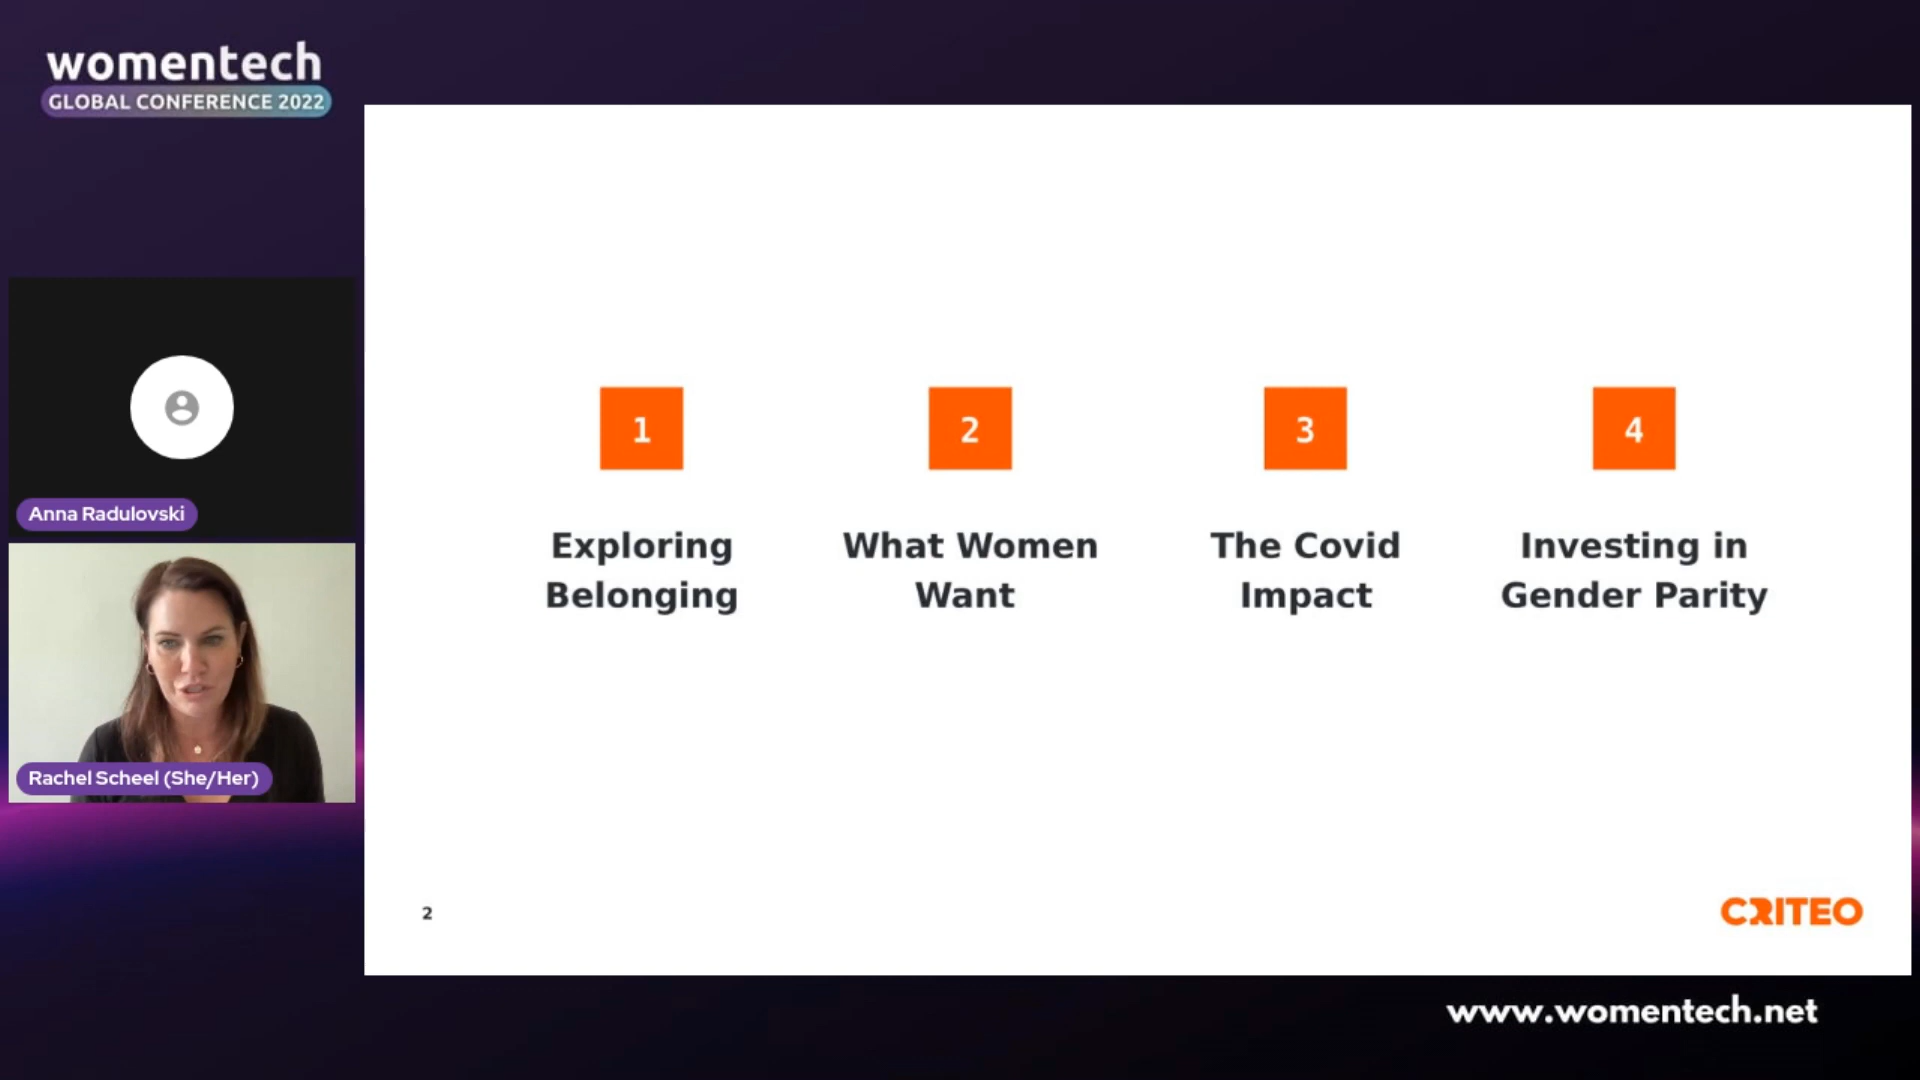 womentech
GLOBAL CONFERENCE 2022
Anna Radulovski
Rachel Scheel (She/Her)
1
Exploring
Belonging
2
What Women
Want
3
The Covid
Impact
4
Investing in
Gender Parity
2
CRITEO
www.womentech.net